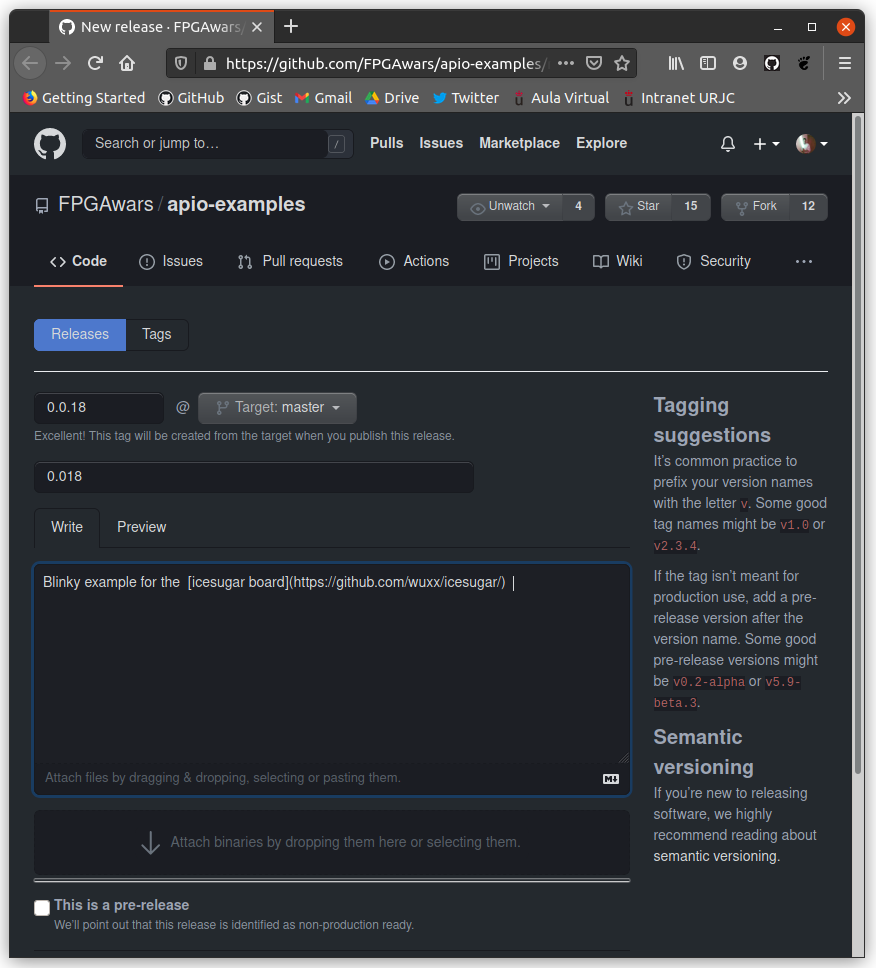 New release · FPGAwars/
https://github.com/FPGAwars/apio-examples/
Getting Started GitHub Gist Gmail Drive Twitter Aula Virtual Intranet URJC
Search or jump to… / Pulls Issues Marketplace Explore
FPGAwars / apio-examples Unwatch 4 Star 15 Fork 12
Code Issues Pull requests Actions Projects Wiki Security
Releases Tags
0.0.18 @ Target: master
Excellent! This tag will be created from the target when you publish this release.
0.018
Write Preview
Blinky example for the  [icesugar board](https://github.com/wuxx/icesugar/)
Attach files by dragging & dropping, selecting or pasting them.
Attach binaries by dropping them here or selecting them.
This is a pre-release
We'll point out that this release is identified as non-production ready.
Tagging
suggestions
It's common practice to
prefix your version names
with the letter v. Some good
tag names might be v1.0 or
v2.3.4.
If the tag isn't meant for
production use, add a pre-
release version after the
version name. Some good
pre-release versions might
be v0.2-alpha or v5.9-
beta.3.
Semantic
versioning
If you're new to releasing
software, we highly
recommend reading about
semantic versioning.